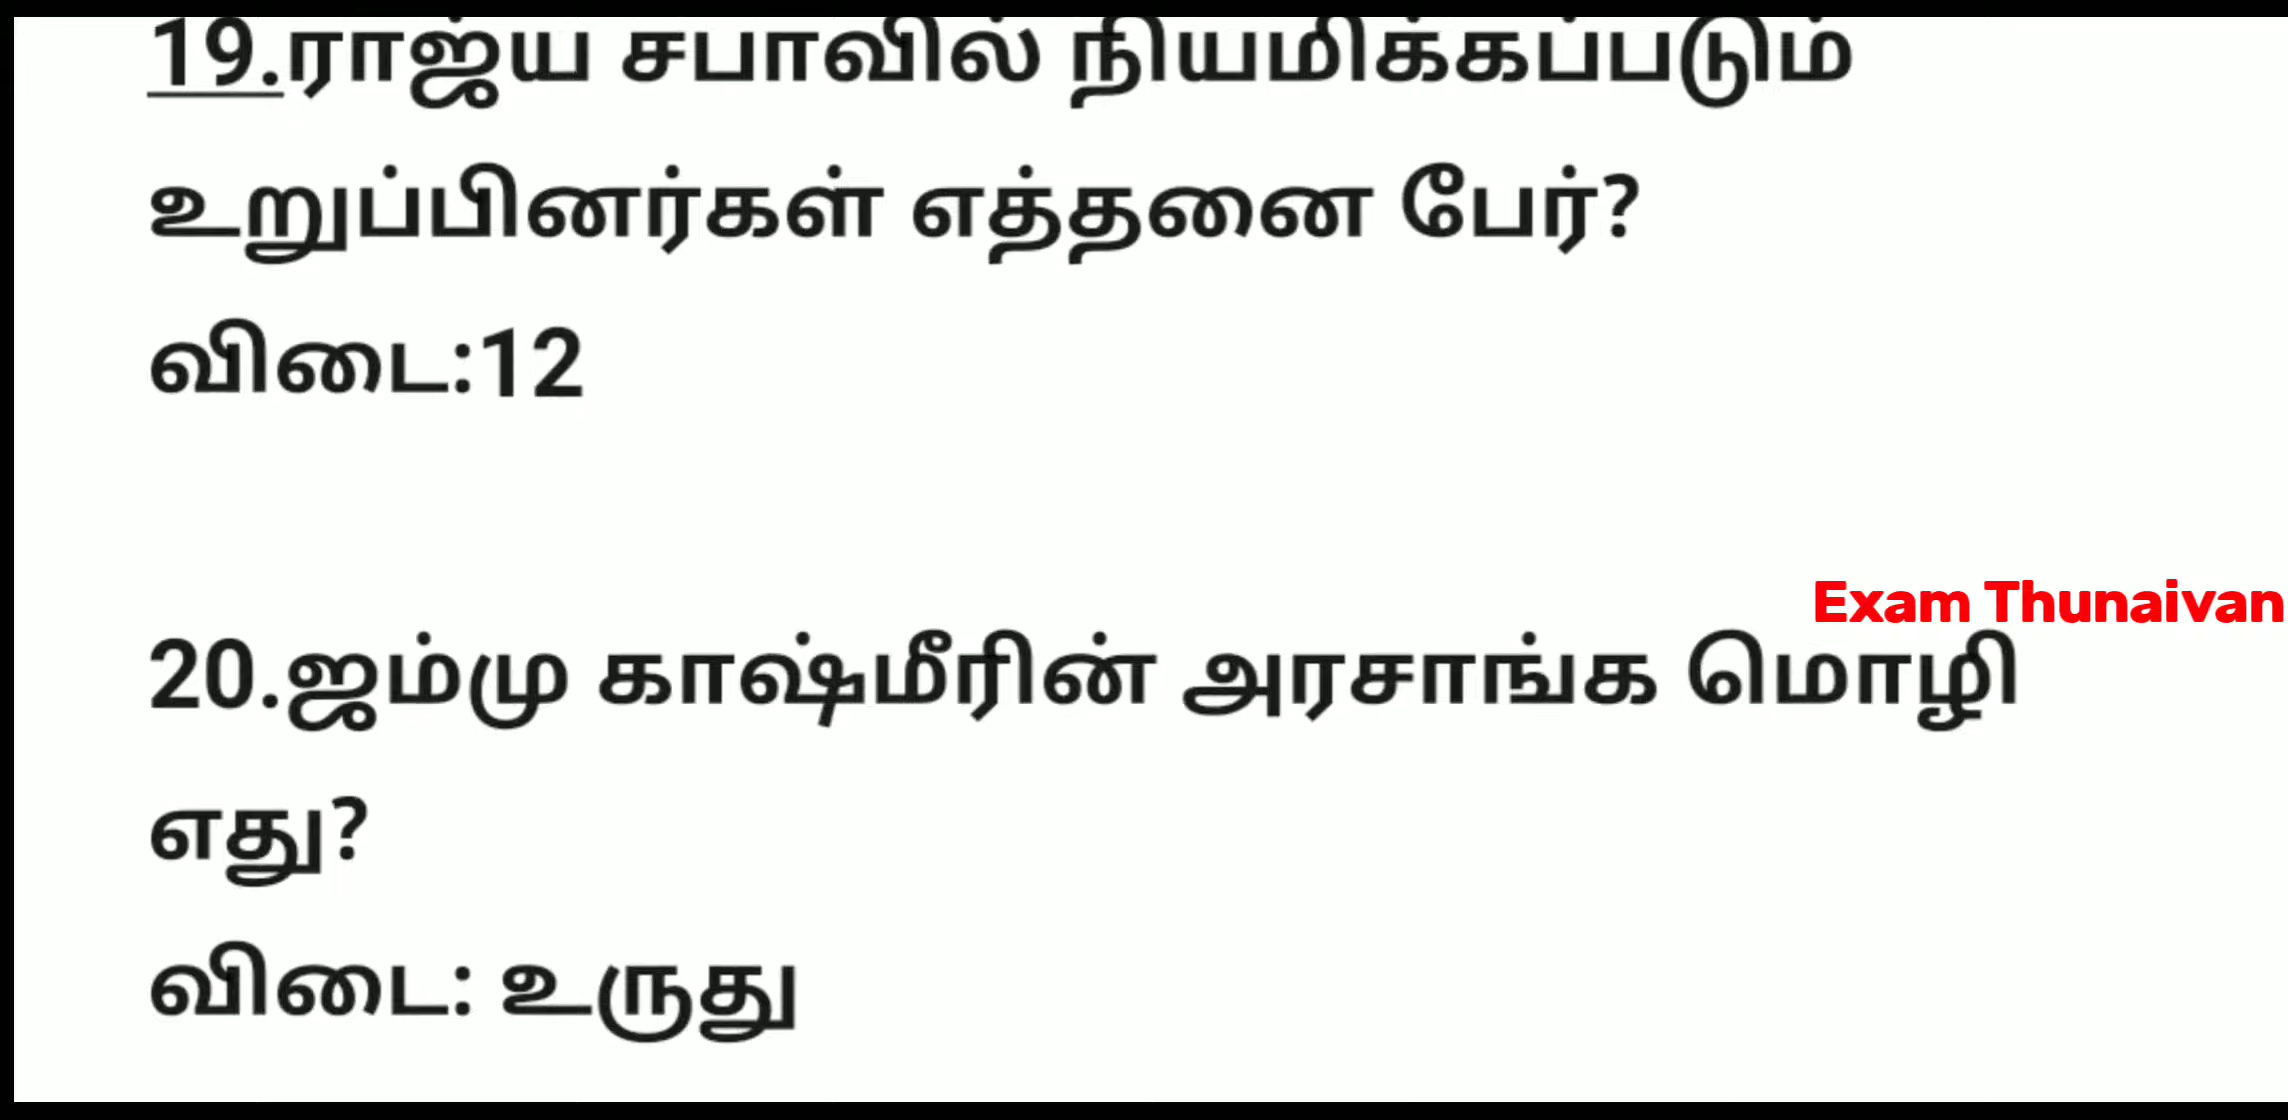 19.ராஜ்ய சபாவில் நியமிக்கப்படும்
உறுப்பினர்கள் எத்தனை பேர்?
விடை:12
Exam Thunaivan
20.ஜம்மு காஷ்மீரின் அரசாங்க மொழி
எது?
விடை: உருது